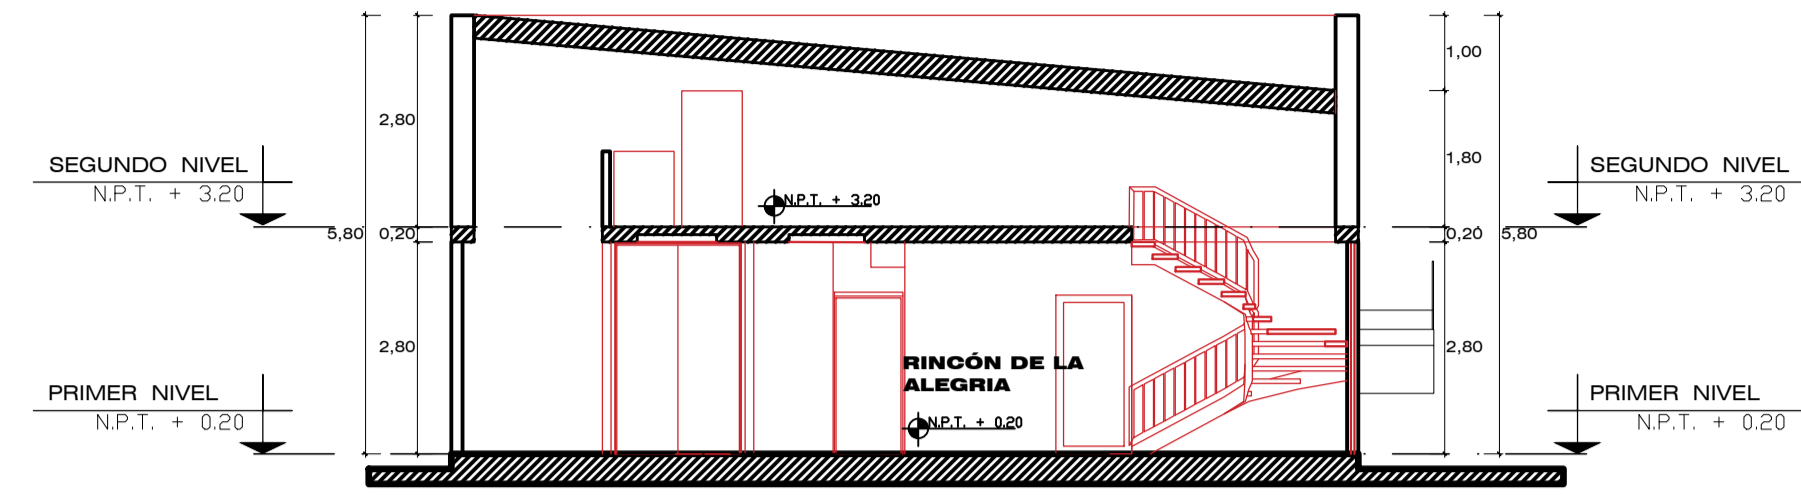 1,00
2,80
1,80
SEGUNDO NIVEL
N.P.T. + 3.20
N.P.T. + 3.20
SEGUNDO NIVEL
N.P.T. + 3.20
5,80
0,20
0,20
5,80
2,80
2,80
RINCÓN DE LA
ALEGRIA
PRIMER NIVEL
N.P.T. + 0.20
N.P.T. + 0.20
PRIMER NIVEL
N.P.T. + 0.20